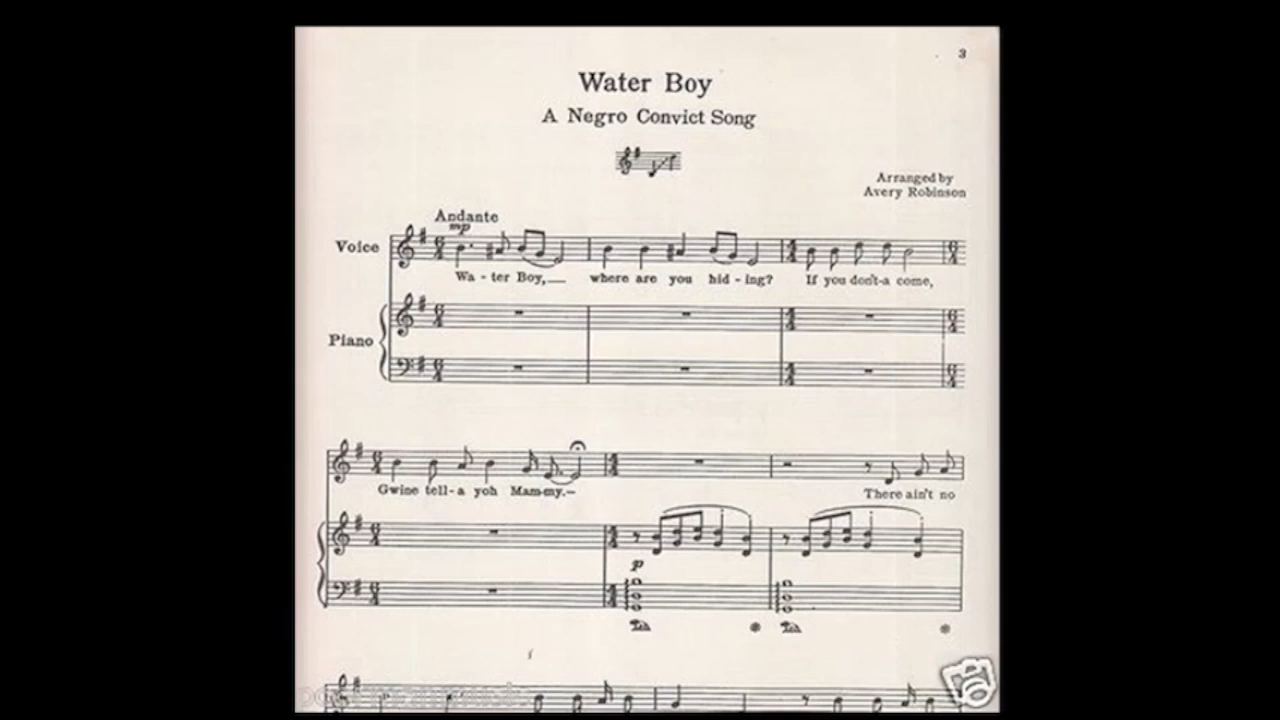 3
Water Boy
A Negro Convict Song
Arranged by
Avery Robinson
Andante
mp
Voice
Wa - ter Boy,__ where are you hid - ing? If you don't-a come,
Piano
Gwine tell-a yoh Mam-my.- There ain't no
p